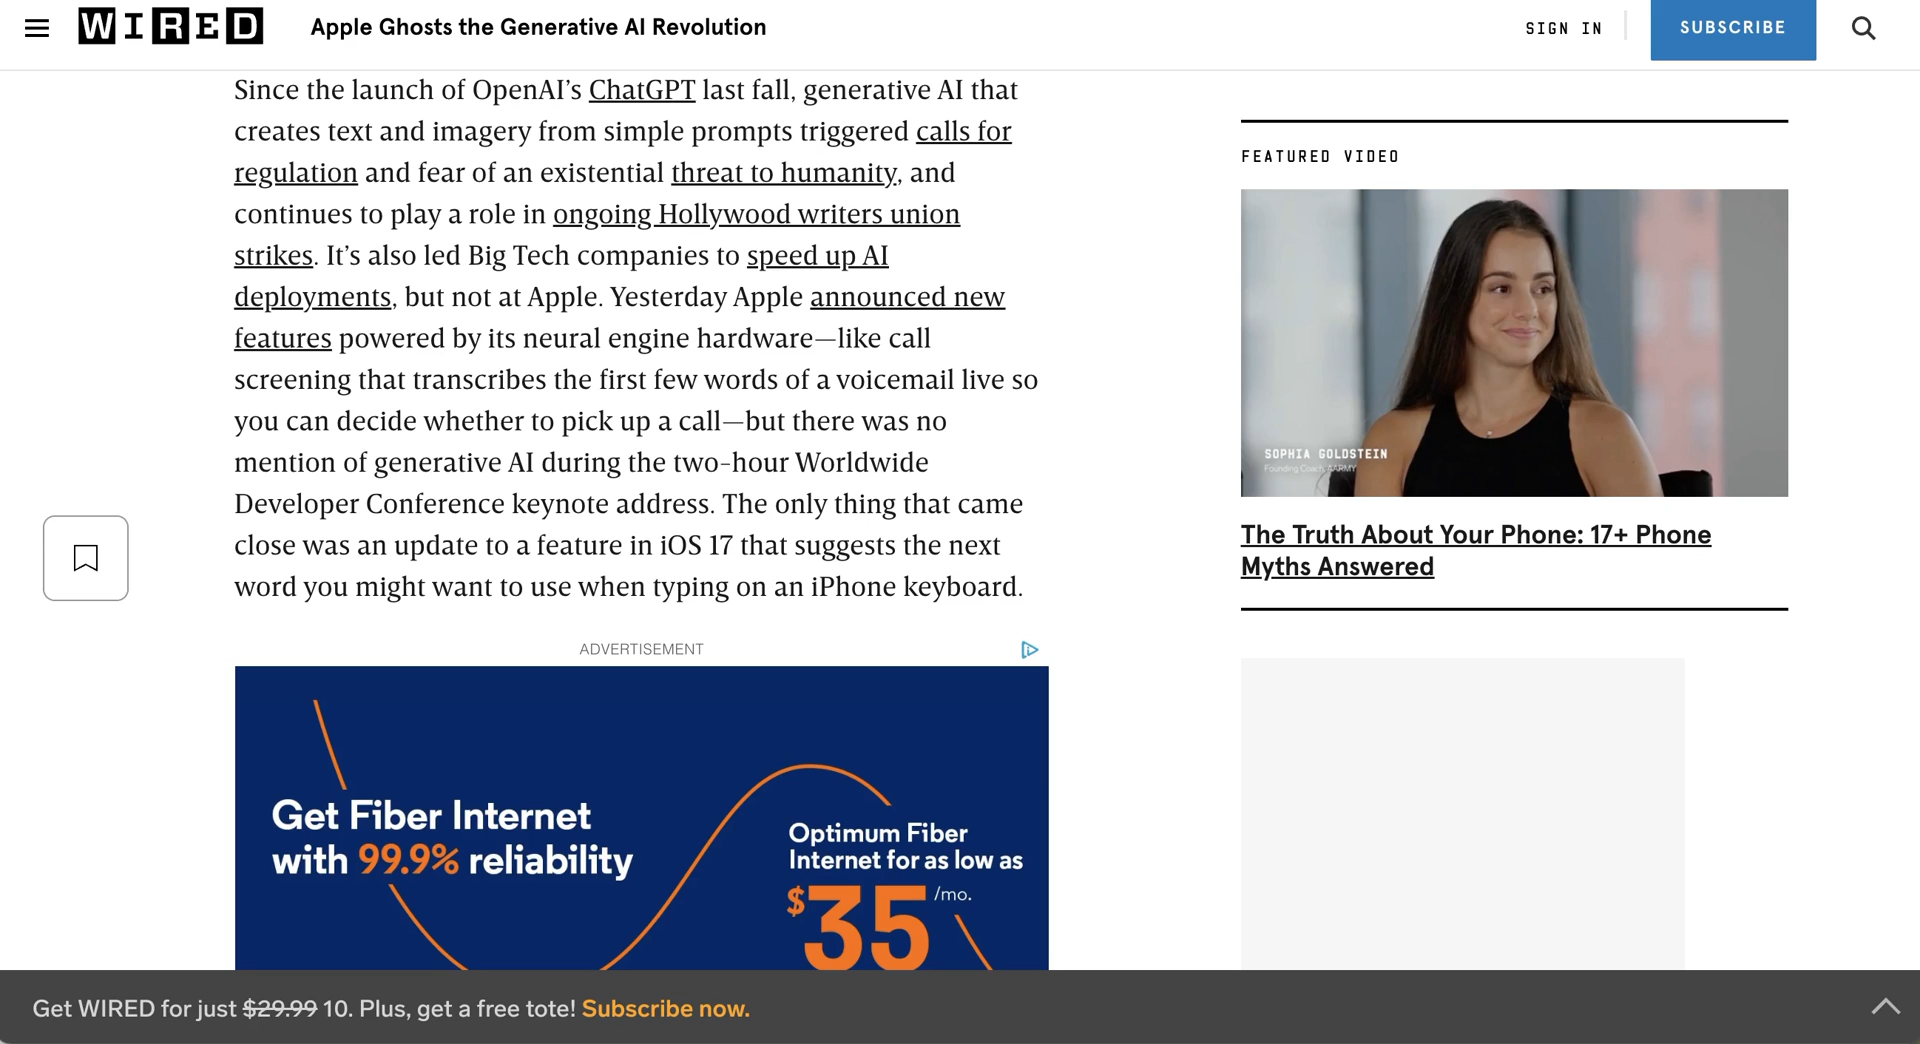 WIRED
Apple Ghosts the Generative AI Revolution
SIGN IN
SUBSCRIBE
Since the launch of OpenAI’s ChatGPT last fall, generative AI that
creates text and imagery from simple prompts triggered calls for
regulation and fear of an existential threat to humanity, and
continues to play a role in ongoing Hollywood writers union
strikes. It’s also led Big Tech companies to speed up AI
deployments, but not at Apple. Yesterday Apple announced new
features powered by its neural engine hardware—like call
screening that transcribes the first few words of a voicemail live so
you can decide whether to pick up a call—but there was no
mention of generative AI during the two-hour Worldwide
Developer Conference keynote address. The only thing that came
close was an update to a feature in iOS 17 that suggests the next
word you might want to use when typing on an iPhone keyboard.
ADVERTISEMENT
Get Fiber Internet
with 99.9% reliability
Optimum Fiber
Internet for as low as
$35 /mo.
FEATURED VIDEO
SOPHIA GOLDSTEIN
Founding Coach, AARMY
The Truth About Your Phone: 17+ Phone
Myths Answered
Get WIRED for just $29.99 10. Plus, get a free tote! Subscribe now.